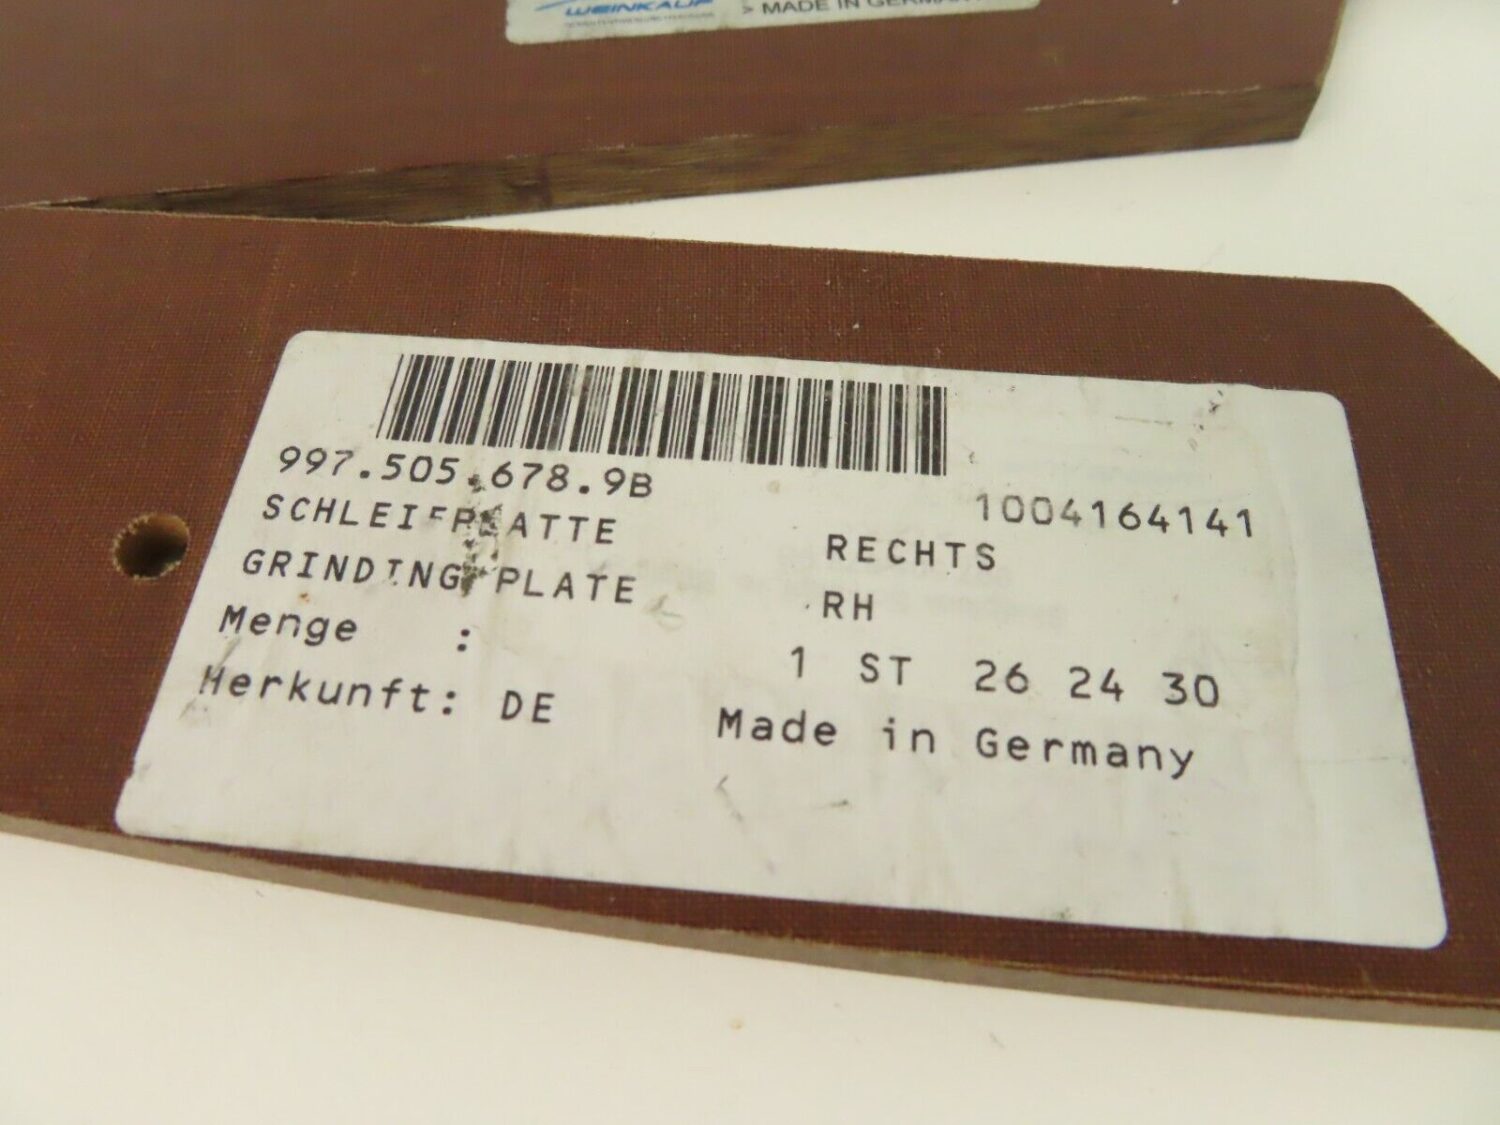 WEINKAUF
> MADE IN GERMANY
997.505.678.9B
1004164141
SCHLEIFPLATTE RECHTS
GRINDING PLATE RH
Menge : 1 ST 26 24 30
Herkunft: DE Made in Germany